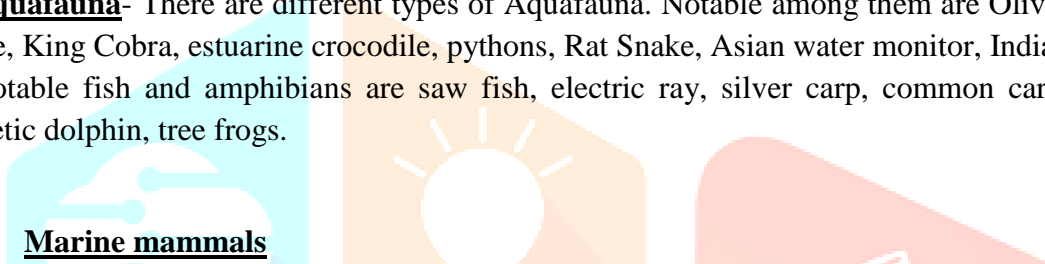 quafauna- There are different types of Aquafauna. Notable among them are Oliv
e, King Cobra, estuarine crocodile, pythons, Rat Snake, Asian water monitor, India
otable fish and amphibians are saw fish, electric ray, silver carp, common car
etic dolphin, tree frogs.
Marine mammals